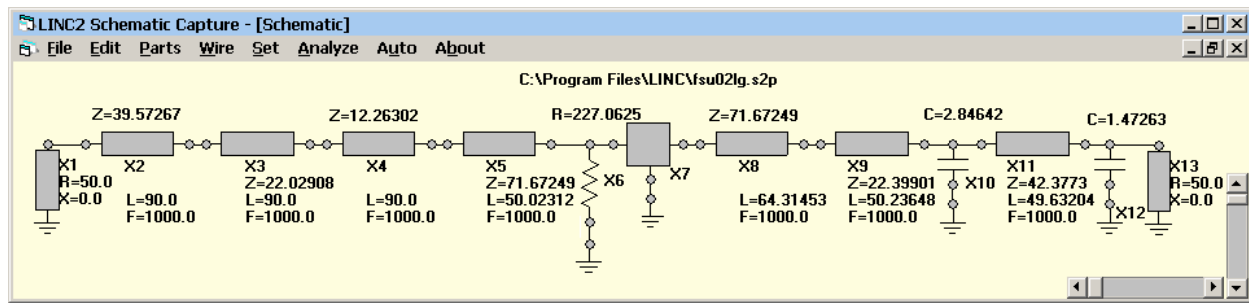 LINC2 Schematic Capture - [Schematic]
File Edit Parts Wire Set Analyze Auto About
C:\Program Files\LINC\fsu02lg.s2p
Z=39.57267 Z=12.26302 R=227.0625 Z=71.67249 C=2.84642 C=1.47263
X1 X2 X3 X4 X5 X6 X7 X8 X9 X10 X11 X12 X13
R=50.0 Z=22.02908 Z=71.67249 Z=22.39901 Z=42.3773 R=50.0
X=0.0 L=90.0 L=90.0 L=90.0 L=50.02312 L=64.31453 L=50.23648 L=49.63204 X=0.0
F=1000.0 F=1000.0 F=1000.0 F=1000.0 F=1000.0 F=1000.0 F=1000.0